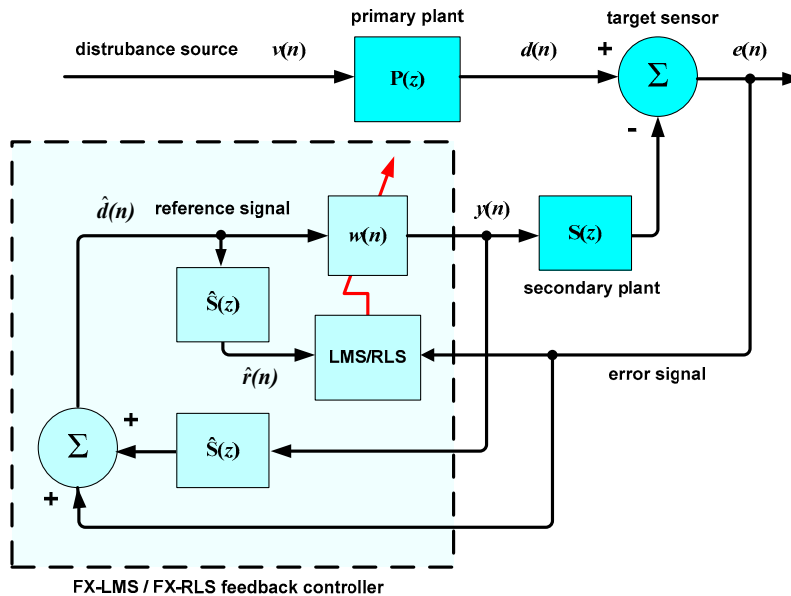 primary plant
target sensor
distrubance source
v(n)
P(z)
d(n)
+
Σ
e(n)
-
d̂(n)
reference signal
w(n)
y(n)
S(z)
secondary plant
Ŝ(z)
LMS/RLS
r̂(n)
error signal
+
Σ
Ŝ(z)
+
FX-LMS / FX-RLS feedback controller